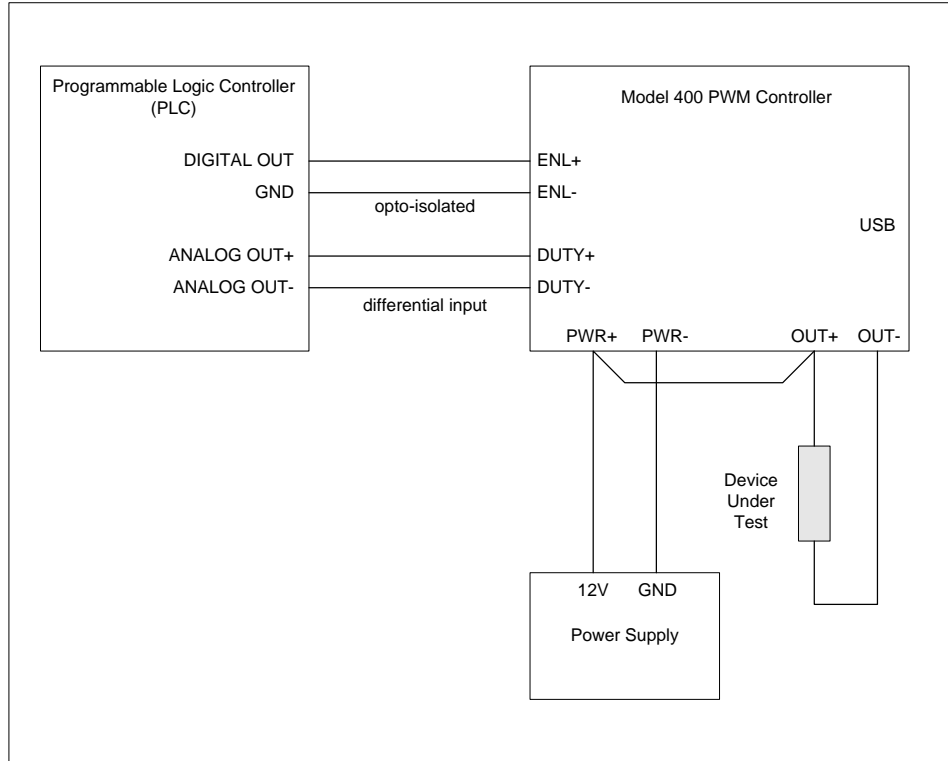 Programmable Logic Controller
(PLC)
DIGITAL OUT
GND
ANALOG OUT+
ANALOG OUT-
opto-isolated
differential input
Model 400 PWM Controller
ENL+
ENL-
USB
DUTY+
DUTY-
PWR+ PWR- OUT+ OUT-
Device
Under
Test
12V GND
Power Supply